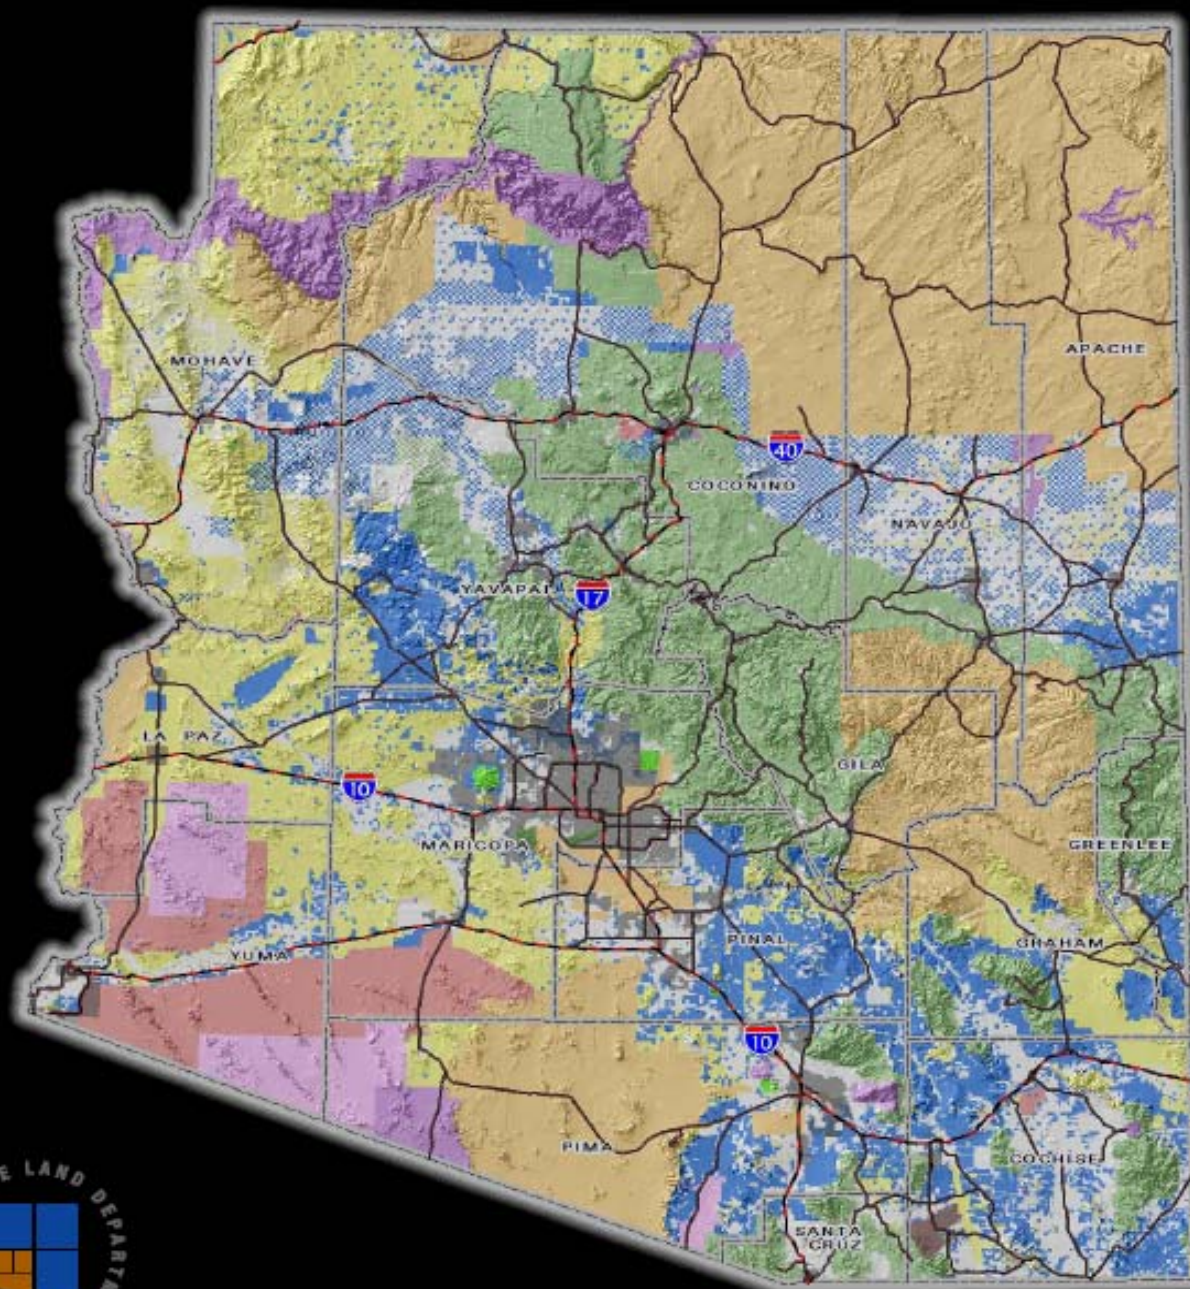 MOHAVE
APACHE
40
COCONINO
NAVAJO
YAVAPAI
17
LA PAZ
10
GILA
MARICOPA
GREENLEE
PINAL
GRAHAM
YUMA
10
PIMA
COCHISE
SANTA
CRUZ
E LAND DEPARTM